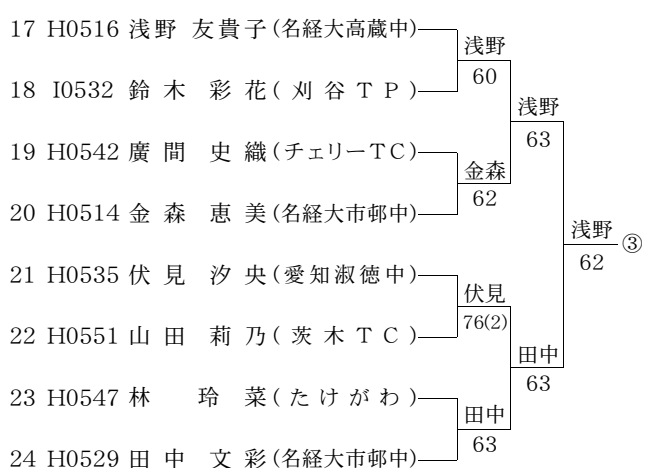 17 H0516 浅野 友貴子(名経大高蔵中)
浅野
60
18 I0532 鈴木 彩花(刈谷TP)
浅野
63
19 H0542 廣間 史織(チェリーTC)
金森
62
20 H0514 金森 恵美(名経大市邨中)
浅野 ③
62
21 H0535 伏見 汐央(愛知淑徳中)
伏見
76(2)
22 H0551 山田 莉乃(茨木TC)
田中
63
23 H0547 林 玲菜(たけがわ)
田中
63
24 H0529 田中 文彩(名経大市邨中)